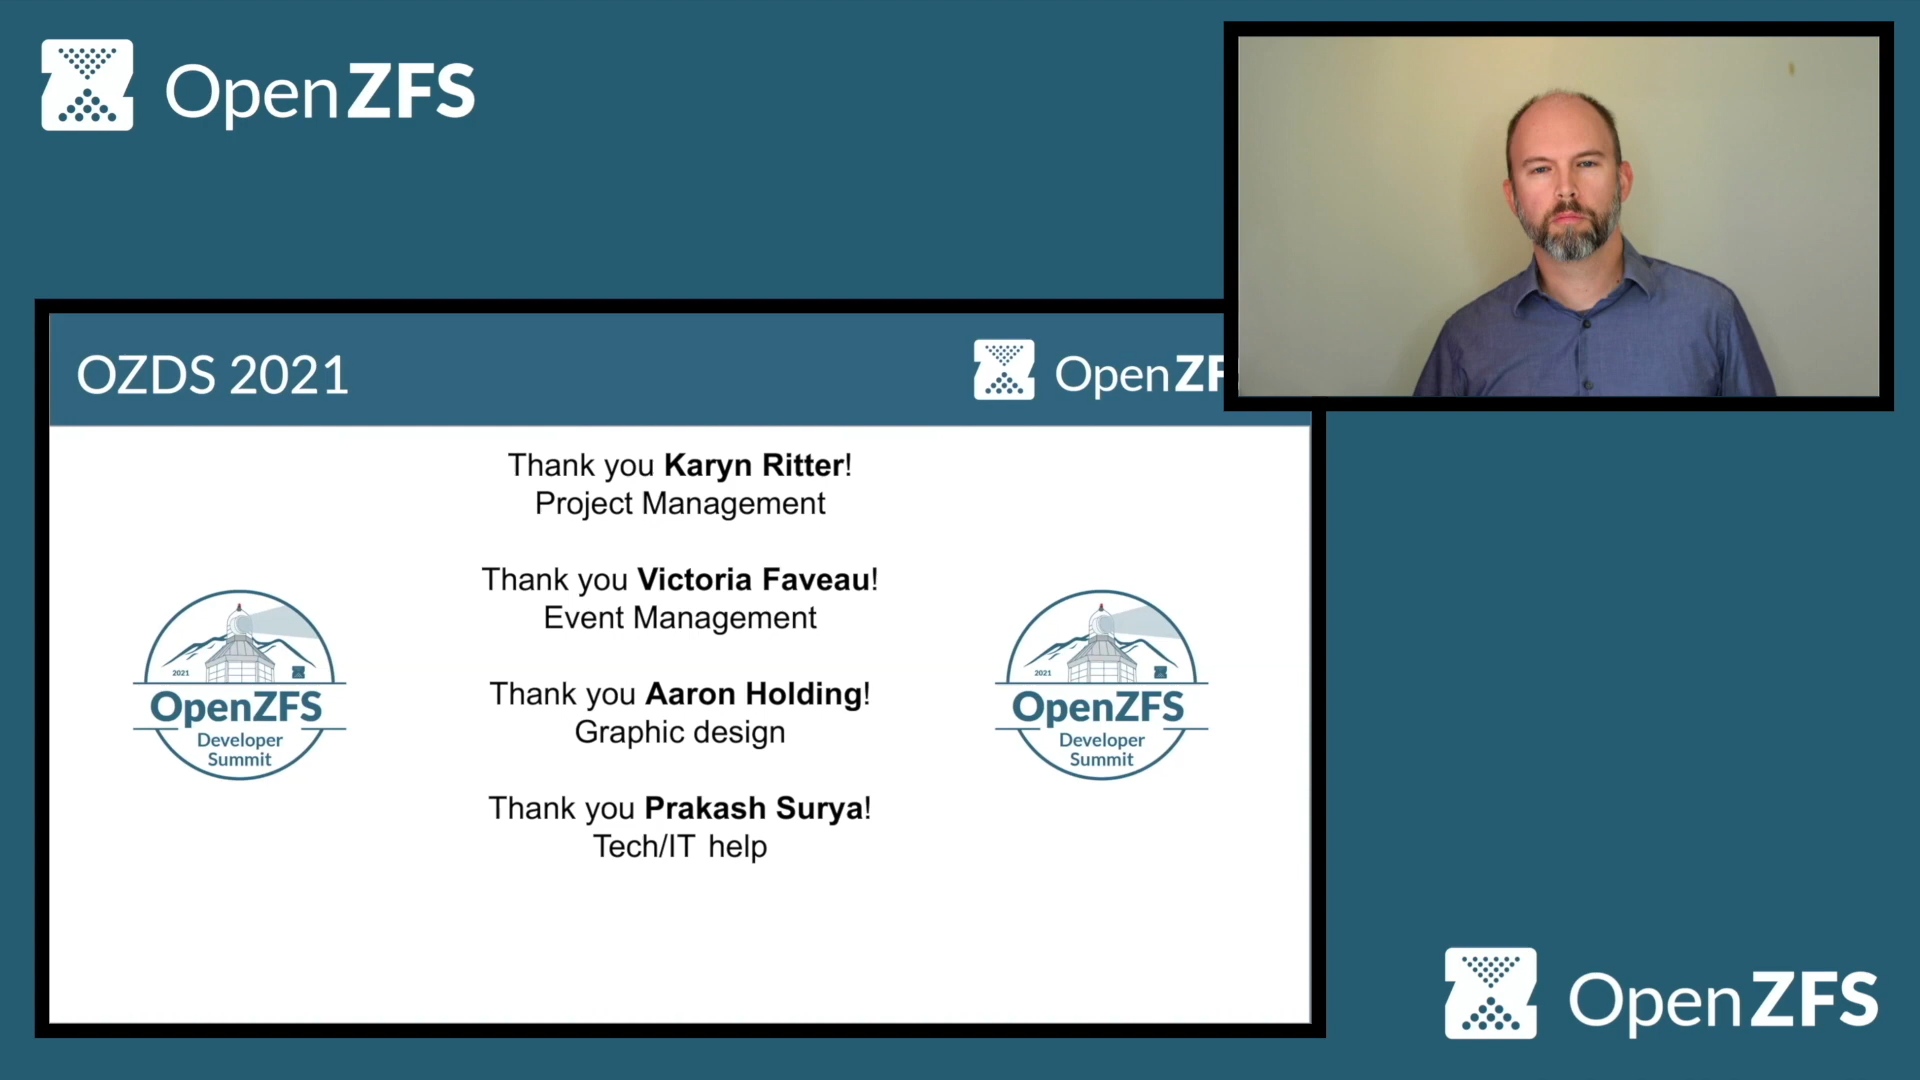 OpenZFS
OZDS 2021
OpenZF
Thank you Karyn Ritter!
Project Management
Thank you Victoria Faveau!
Event Management
Thank you Aaron Holding!
Graphic design
Thank you Prakash Surya!
Tech/IT help
2021
OpenZFS
Developer
Summit
2021
OpenZFS
Developer
Summit
OpenZFS